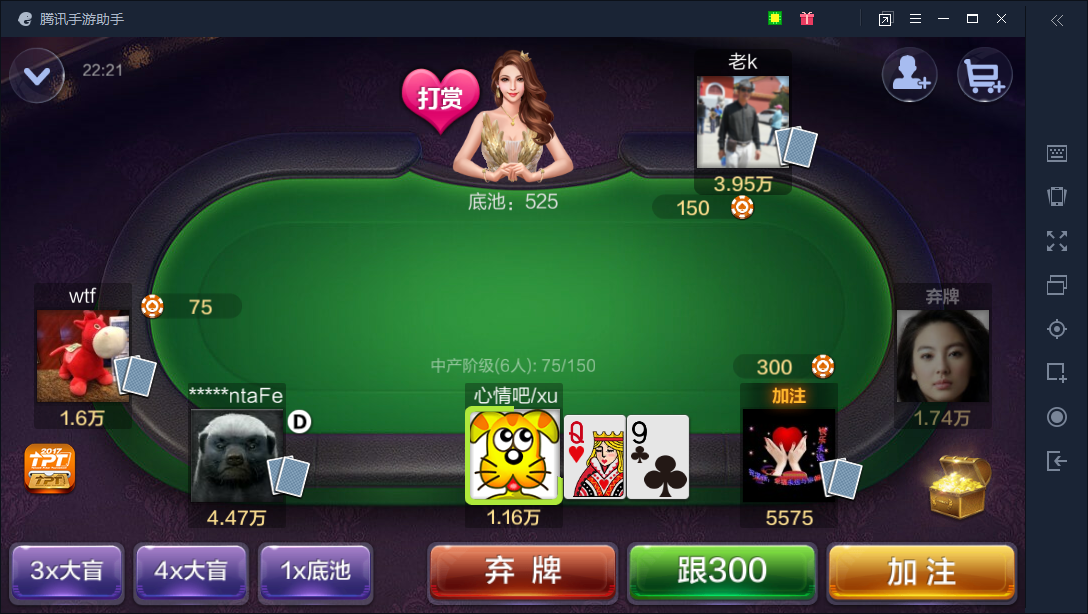 腾讯手游助手
22:21
打赏
老k
3.95万
底池：525
150
wtf
75
1.6万
弃牌
1.74万
中产阶级(6人): 75/150
300
*****ntaFe
D
4.47万
心情吧/xu
Q
9
1.16万
加注
5575
2017
TPT
TPT
3x大盲
4x大盲
1x底池
弃 牌
跟300
加 注